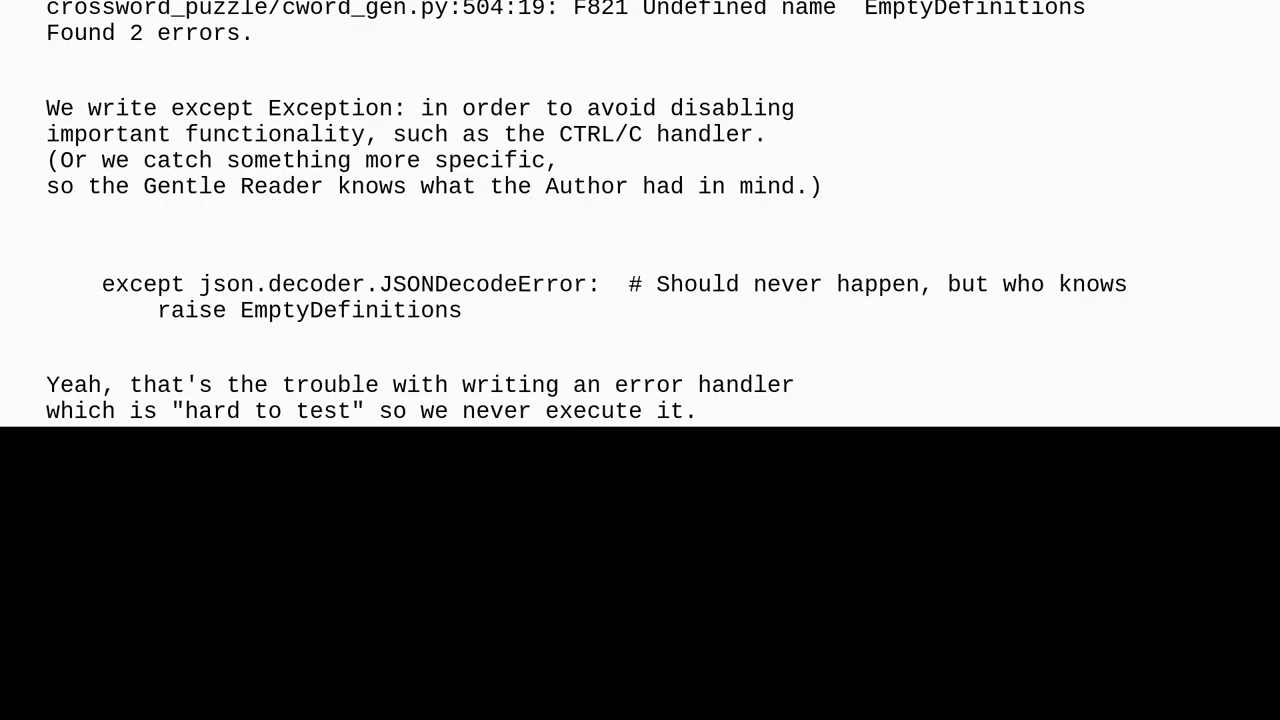 crossword_puzzle/cword_gen.py:504:19: F821 Undefined name  EmptyDefinitions
Found 2 errors.
We write except Exception: in order to avoid disabling
important functionality, such as the CTRL/C handler.
(Or we catch something more specific,
so the Gentle Reader knows what the Author had in mind.)
    except json.decoder.JSONDecodeError:  # Should never happen, but who knows
        raise EmptyDefinitions
Yeah, that's the trouble with writing an error handler
which is "hard to test" so we never execute it.